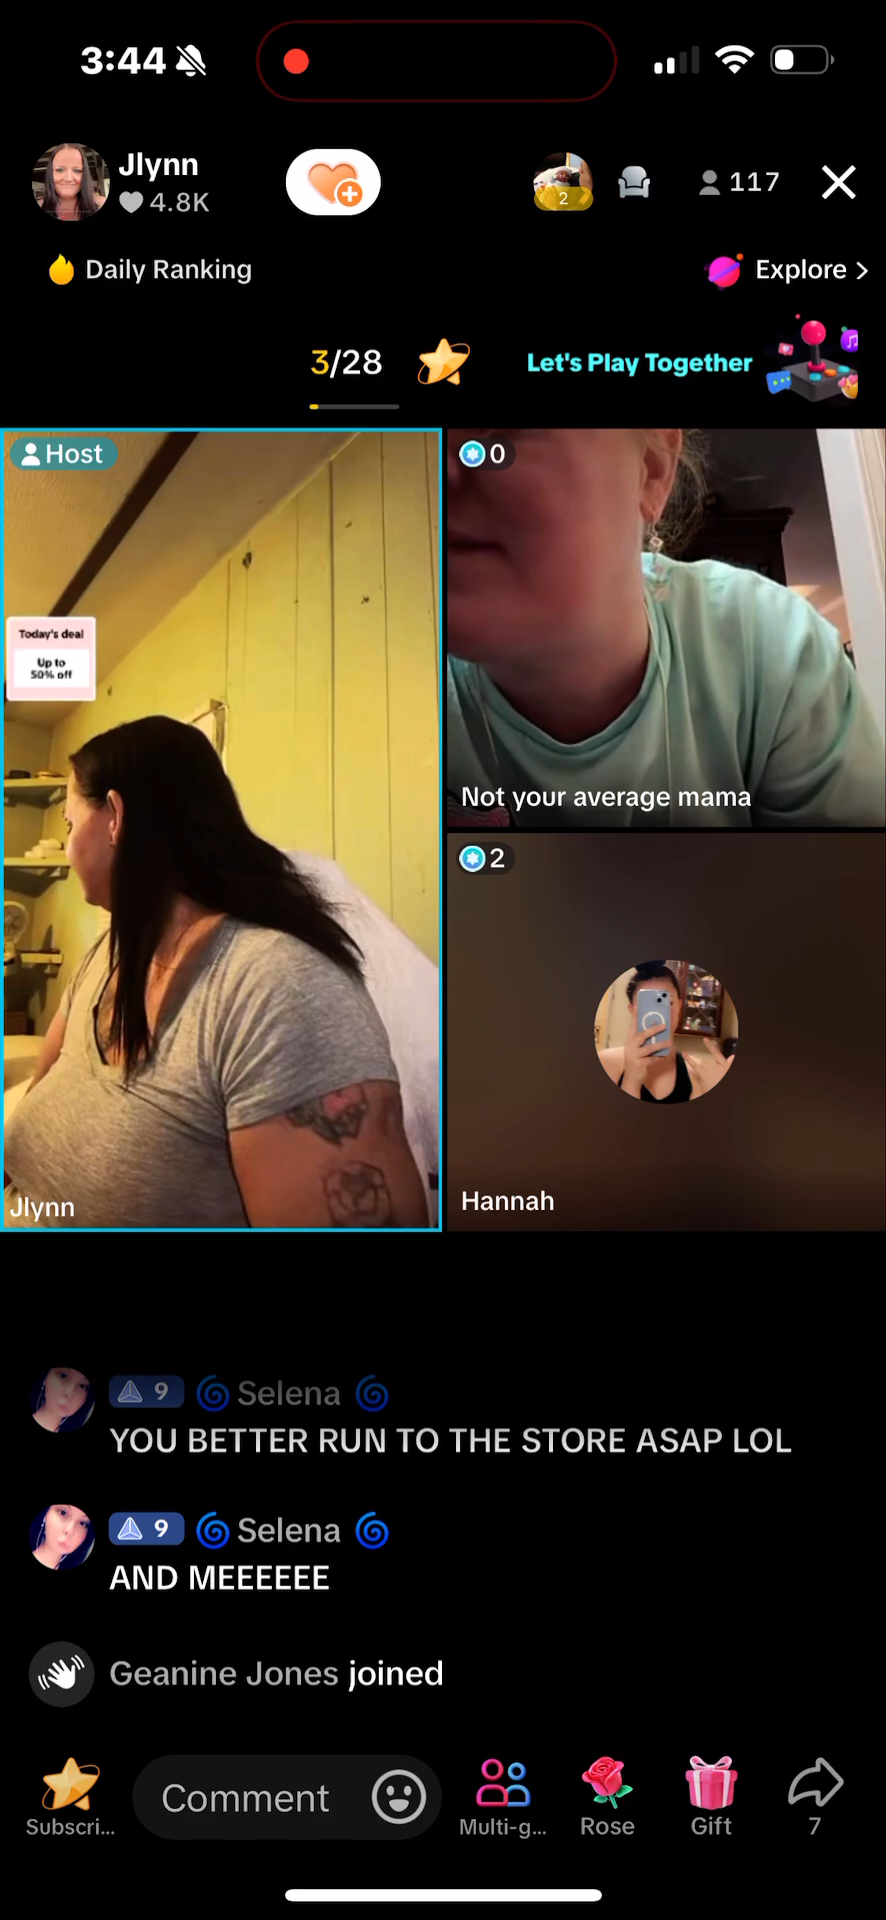 3:44
Jlynn
4.8K
2
117
Daily Ranking
Explore >
3/28
Let's Play Together
Host
0
Today's deal
Up to
50% off
Not your average mama
2
Jlynn
Hannah
9 🌀 Selena 🌀
YOU BETTER RUN TO THE STORE ASAP LOL
9 🌀 Selena 🌀
AND MEEEEEE
Geanine Jones joined
Comment
Subscri...
Multi-g...
Rose
Gift
7